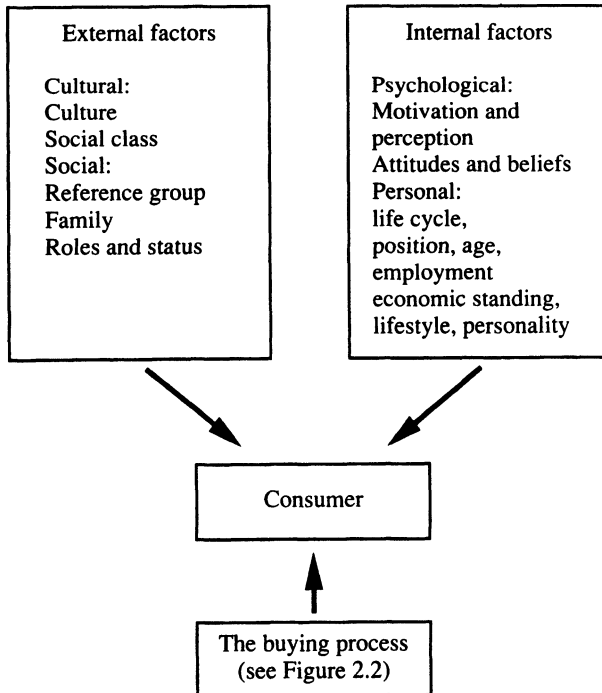 External factors
Cultural:
Culture
Social class
Social:
Reference group
Family
Roles and status
Internal factors
Psychological:
Motivation and
perception
Attitudes and beliefs
Personal:
life cycle,
position, age,
employment
economic standing,
lifestyle, personality
Consumer
The buying process
(see Figure 2.2)